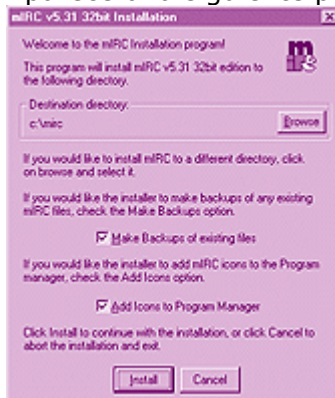 mIRC v5.31 32bit Installation
Welcome to the mIRC Installation program!
This program will install mIRC v5.31 32bit edition to
the following directory.
Destination directory:
c:\mirc
Browse
If you would like to install mIRC to a different directory, click
on browse and select it.
If you would like the installer to make backups of any existing
mIRC files, check the Make Backups option.
Make Backups of existing files
If you would like the installer to add mIRC icons to the Program
manager, check the Add Icons option.
Add Icons to Program Manager
Click Install to continue with the installation, or click Cancel to
abort the installation and exit.
Install
Cancel